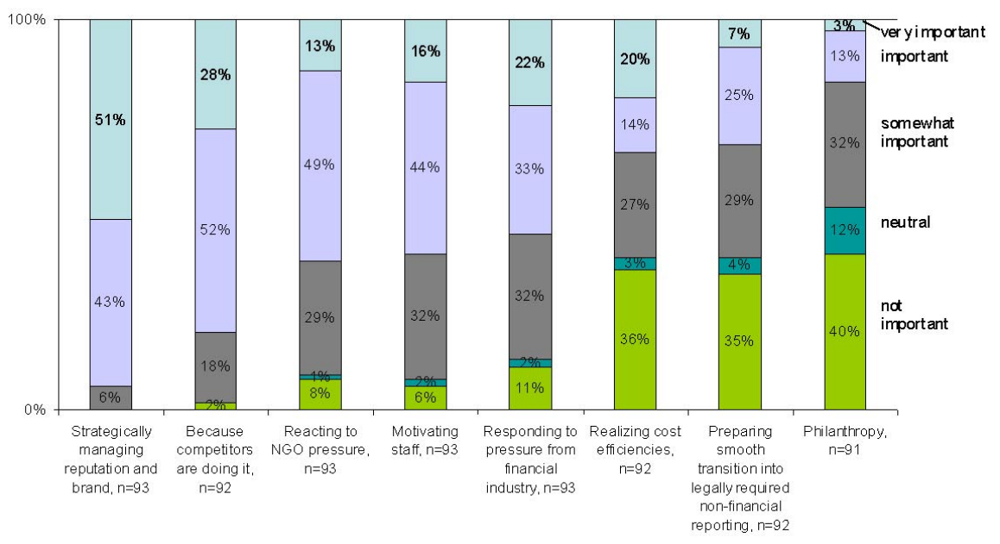 100%
51%
43%
6%
28%
52%
18%
2%
13%
49%
29%
1%
8%
16%
44%
32%
2%
6%
22%
33%
32%
2%
11%
20%
14%
27%
3%
36%
7%
25%
29%
4%
35%
3%
13%
32%
12%
40%
very important
important
somewhat
important
neutral
not
important
0%
Strategically
managing
reputation and
brand, n=93
Because
competitors
are doing it,
n=92
Reacting to
NGO pressure,
n=93
Motivating
staff, n=93
Responding to
pressure from
financial
industry, n=93
Realizing cost
efficiencies,
n=92
Preparing
smooth
transition into
legally required
non-financial
reporting, n=92
Philanthropy,
n=91